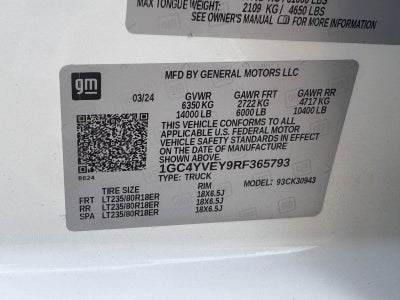 MAX TONGUE WEIGHT: 2109 KG/ 4650 LBS
SEE OWNER'S MANUAL FOR MORE INFORMATION
gm
MFD BY GENERAL MOTORS LLC
03/24 GVWR GAWR FRT GAWR RR
6350 KG 2722 KG 4717 KG
14000 LB 6000 LB 10400 LB
THIS VEHICLE CONFORMS TO ALL
APPLICABLE U.S. FEDERAL MOTOR
VEHICLE SAFETY STANDARDS IN
EFFECT ON THE DATE OF
MANUFACTURE SHOWN ABOVE.
1GC4YVEY9RF365793
8624
TYPE: TRUCK MODEL: 93CK30943
TIRE SIZE RIM
FRT LT235/80R18ER 18X6.5J
RR LT235/80R18ER 18X6.5J
SPA LT235/80R18ER 18X6.5J